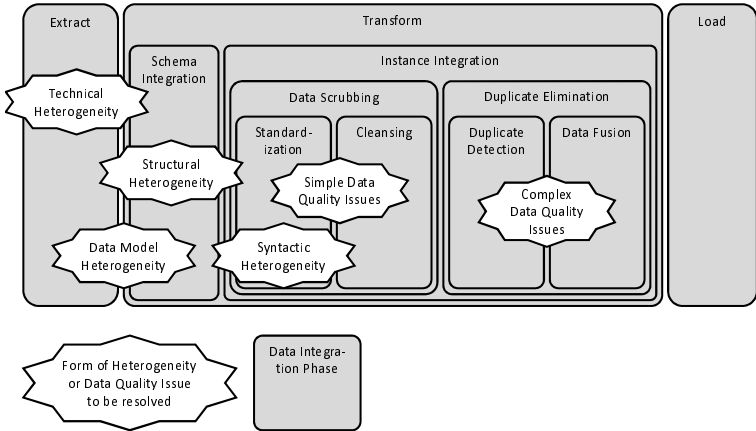 Extract
Transform
Load
Schema
Integration
Instance Integration
Technical
Heterogeneity
Data Scrubbing
Duplicate Elimination
Standard-
ization
Cleansing
Duplicate
Detection
Data Fusion
Structural
Heterogeneity
Simple Data
Quality Issues
Complex
Data Quality
Issues
Data Model
Heterogeneity
Syntactic
Heterogeneity
Form of Heterogeneity
or Data Quality Issue
to be resolved
Data Integra-
tion Phase